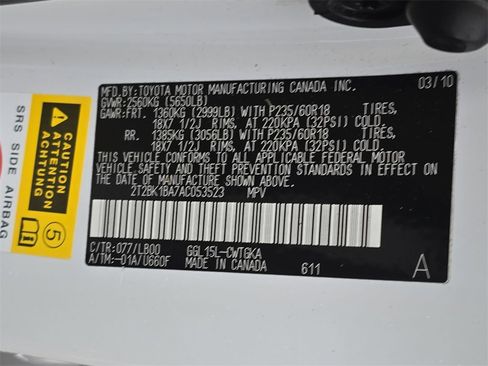 MFD.BY:TOYOTA MOTOR MANUFACTURING CANADA INC. 03/10
GVWR:2560KG (5650LB)
GAWR:FRT. 1360KG (2999LB) WITH P235/60R18 TIRES,
18X7 1/2J RIMS, AT 220KPA (32PSI) COLD.
RR. 1385KG (3056LB) WITH P235/60R18 TIRES,
18X7 1/2J RIMS, AT 220KPA (32PSI) COLD.
THIS VEHICLE CONFORMS TO ALL APPLICABLE FEDERAL MOTOR
VEHICLE SAFETY AND THEFT PREVENTION STANDARDS IN EFFECT
ON THE DATE OF MANUFACTURE SHOWN ABOVE.
2T2BK1BA7AC053523 MPV
C/TR:077/LB00 GGL15L-CWTGKA
A/TM:-01A/U660F MADE IN CANADA 611 A
SRS SIDE AIRBAG
CAUTION
ATTENTION
ACHTUNG
5